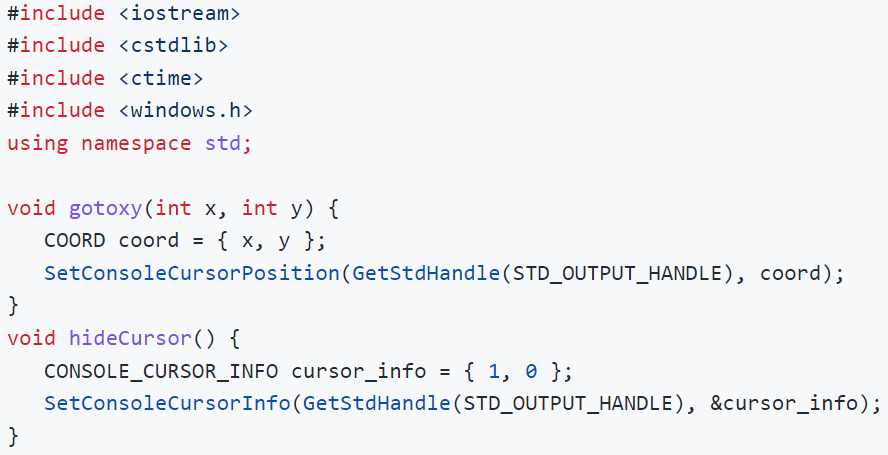 #include <iostream>
#include <cstdlib>
#include <ctime>
#include <windows.h>
using namespace std;

void gotoxy(int x, int y) {
   COORD coord = { x, y };
   SetConsoleCursorPosition(GetStdHandle(STD_OUTPUT_HANDLE), coord);
}
void hideCursor() {
   CONSOLE_CURSOR_INFO cursor_info = { 1, 0 };
   SetConsoleCursorInfo(GetStdHandle(STD_OUTPUT_HANDLE), &cursor_info);
}